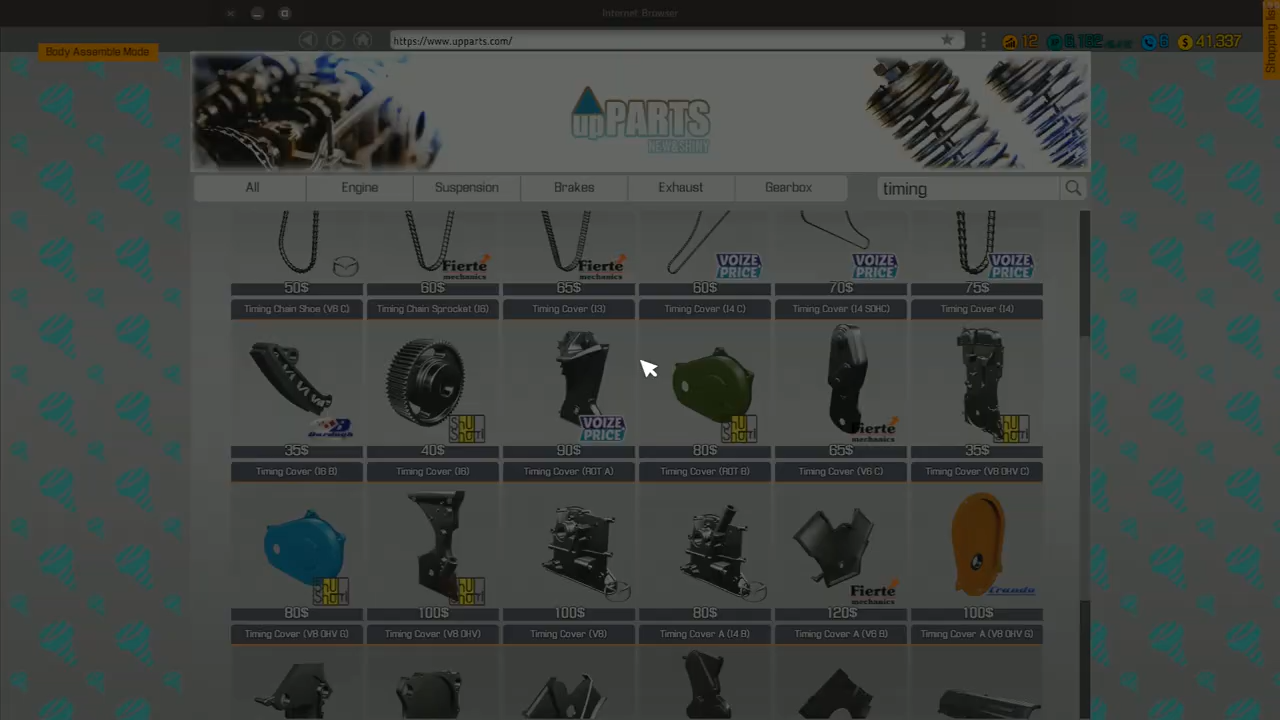 Internet Browser
Body Assemble Mode
https://www.upparts.com/
12
6
41,337
Shopping list
upPARTS
NEW&SHINY
All
Engine
Suspension
Brakes
Exhaust
Gearbox
timing
Fierte mechanics
Fierte mechanics
VOIZE PRICE
VOIZE PRICE
VOIZE PRICE
50$
60$
65$
60$
70$
75$
Timing Chain Shoe (V8 C)
Timing Chain Sprocket (I6)
Timing Cover (I3)
Timing Cover (I4 C)
Timing Cover (I4 SOHC)
Timing Cover (I4)
VOIZE PRICE
Fierte mechanics
35$
40$
90$
80$
65$
35$
Timing Cover (I6 B)
Timing Cover (I6)
Timing Cover (ROT A)
Timing Cover (ROT B)
Timing Cover (V6 C)
Timing Cover (V8 OHV C)
Fierte mechanics
80$
100$
100$
80$
120$
100$
Timing Cover (V8 OHV G)
Timing Cover (V8 OHV)
Timing Cover (V8)
Timing Cover A (I4 B)
Timing Cover A (V6 B)
Timing Cover A (V8 OHV G)